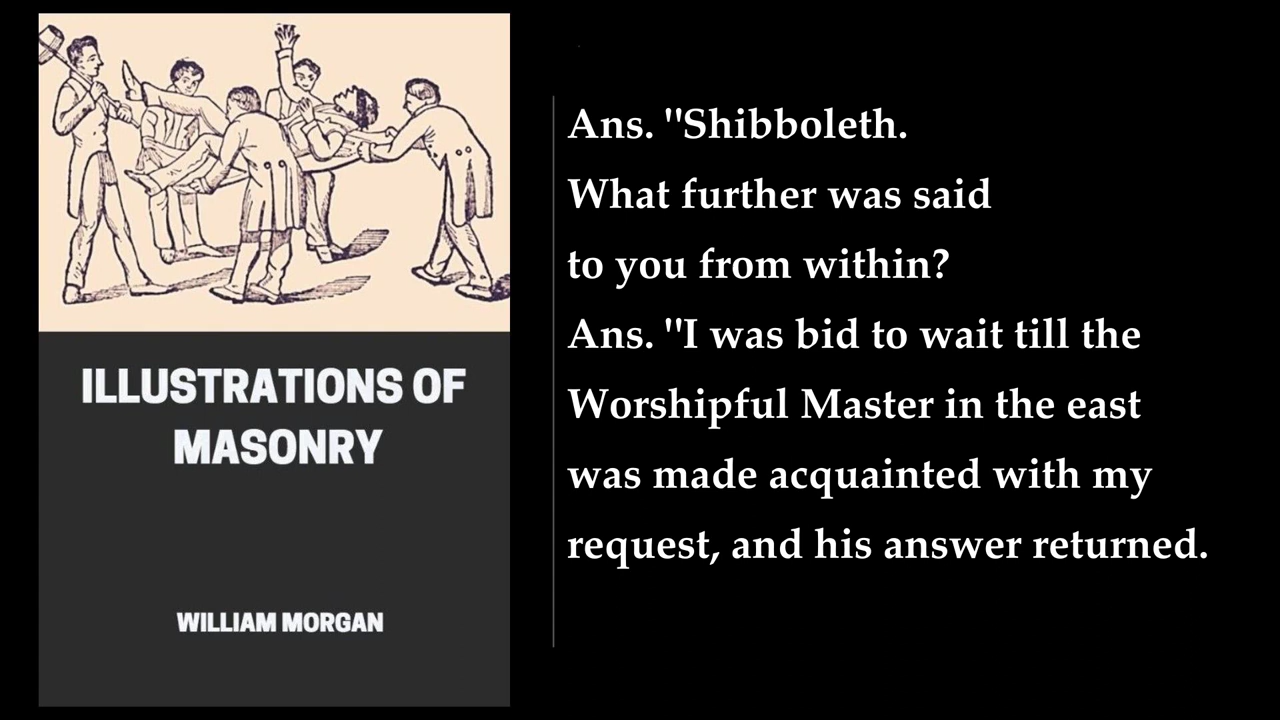 ILLUSTRATIONS OF
MASONRY
WILLIAM MORGAN
Ans. "Shibboleth.
What further was said
to you from within?
Ans. "I was bid to wait till the
Worshipful Master in the east
was made acquainted with my
request, and his answer returned.